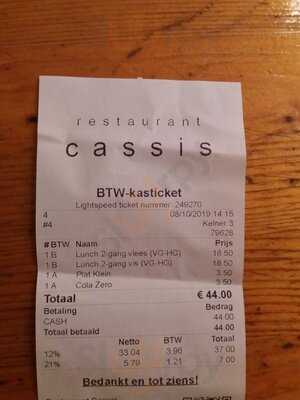 restaurant
cassis
BTW-kasticket
Lightspeed ticket nummer: 249270
4 08/10/2019 14:15
#4 Kelner 3
79626
# BTW Naam Prijs
1 B Lunch 2-gang vlees (VG-HG) 18.50
1 B Lunch 2-gang vis (VG-HG) 18.50
1 A Plat Klein 3.50
1 A Cola Zero 3.50
Totaal € 44.00
Betaling Bedrag
CASH 44.00
Totaal betaald 44.00
Netto BTW Totaal
12% 33.04 3.96 37.00
21% 5.79 1.21 7.00
Bedankt en tot ziens!